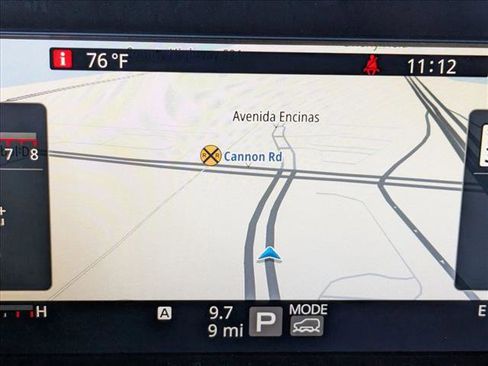 i 76 °F 11:12
Avenida Encinas
R R Cannon Rd
7 8
H A 9.7 MODE E
9 mi P